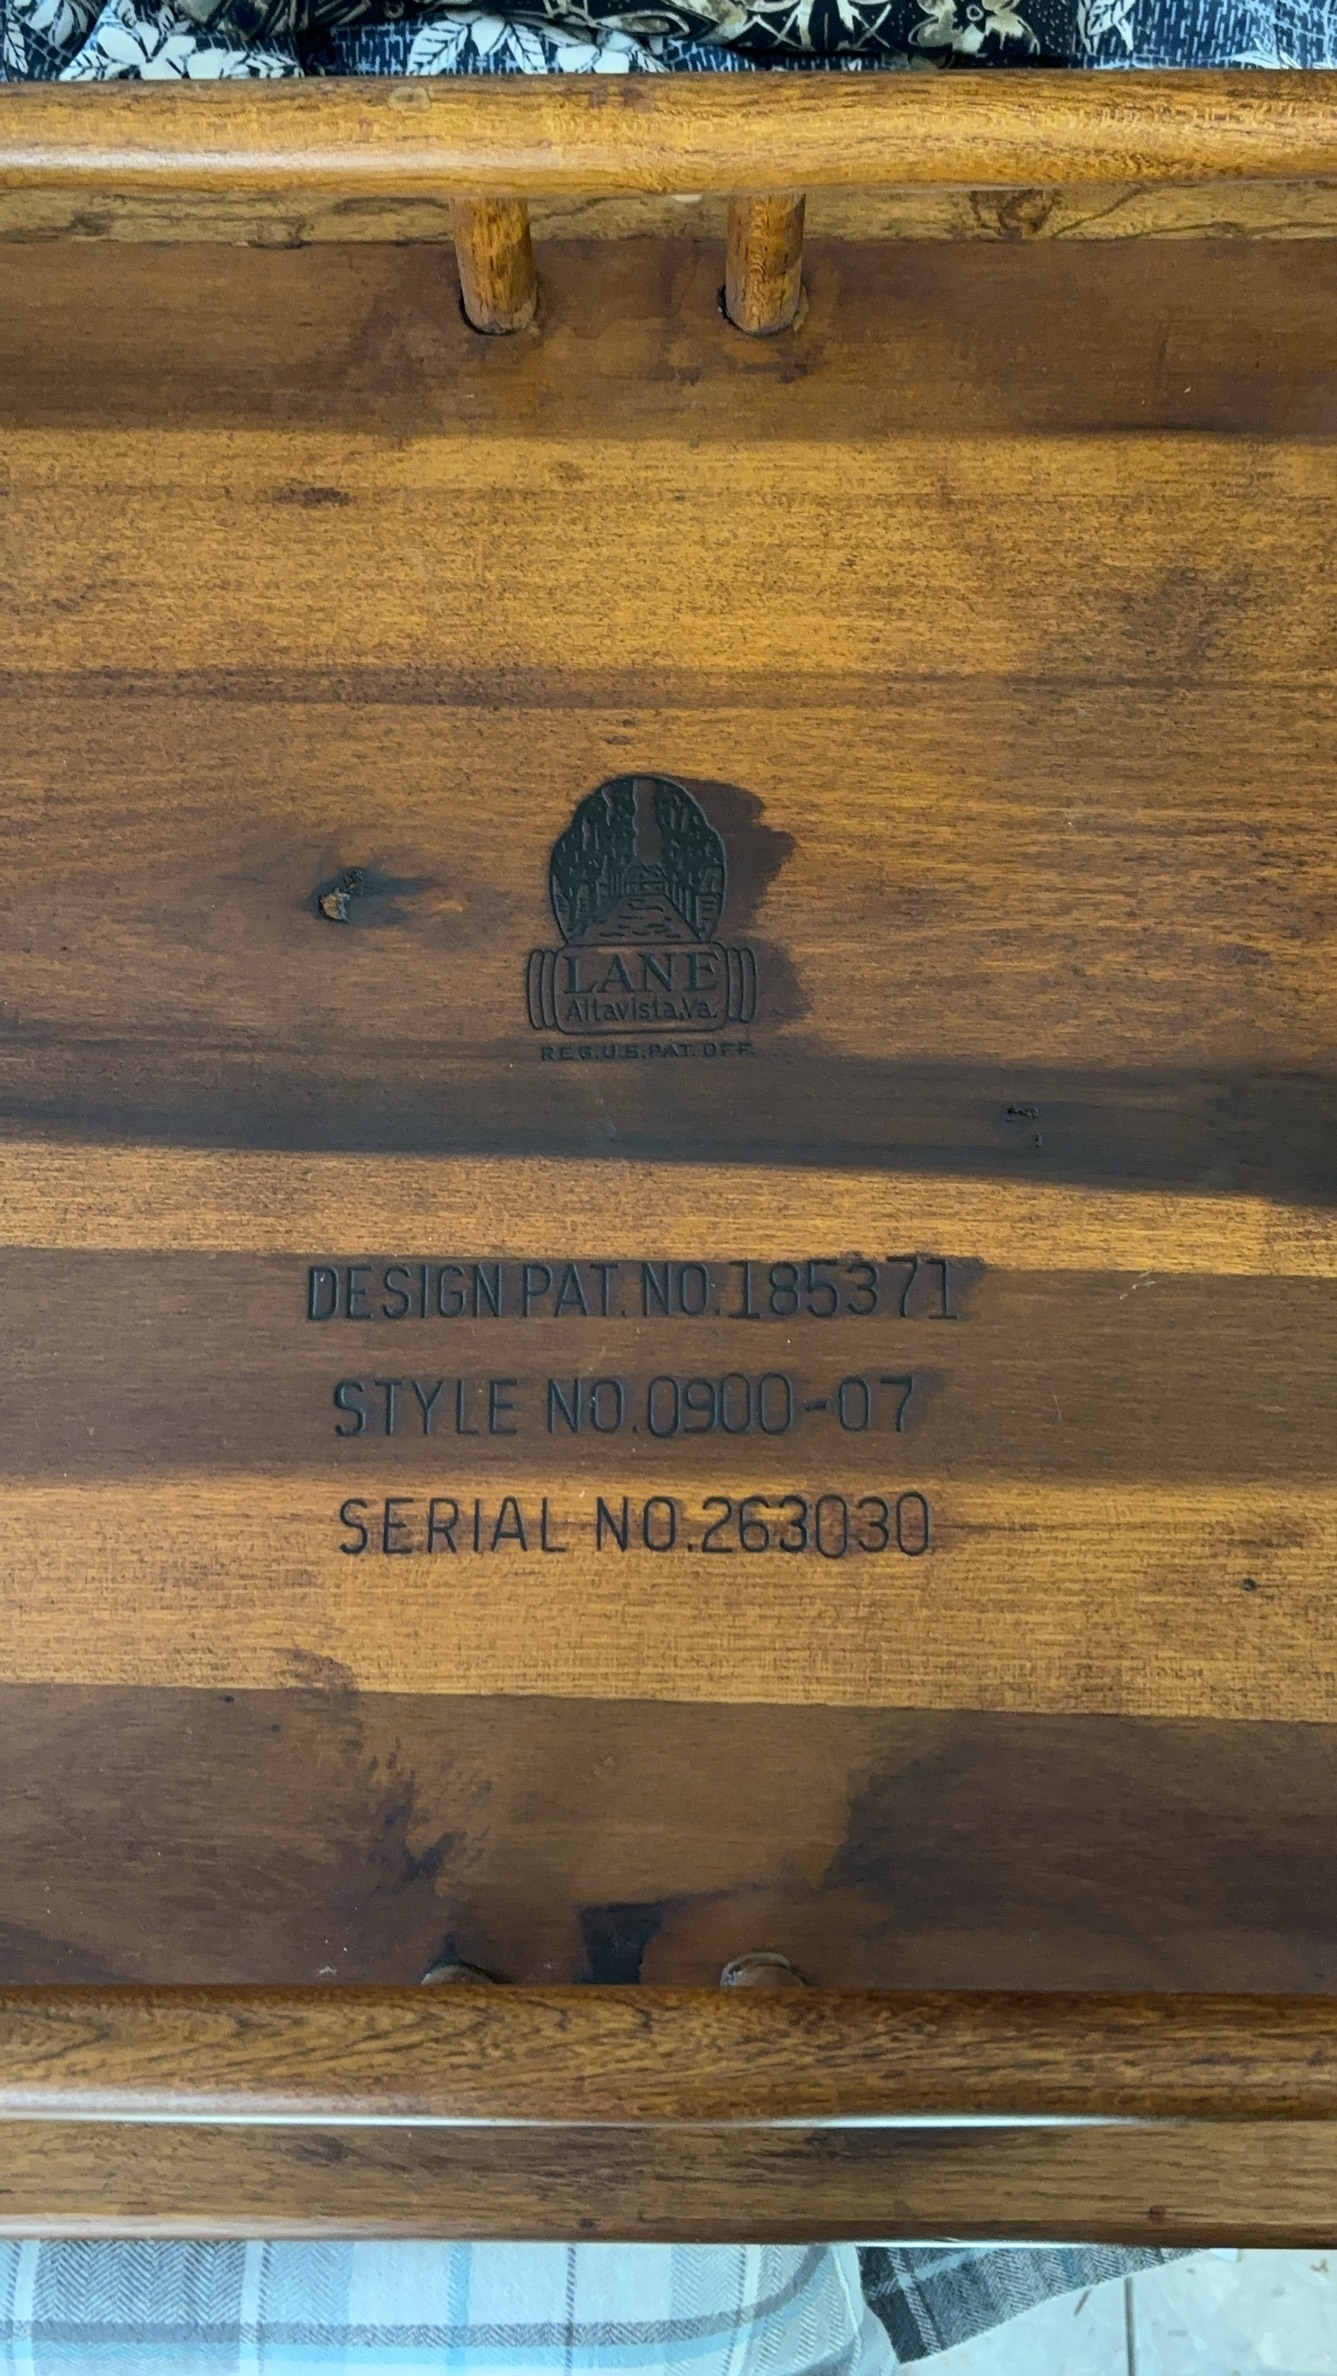 LANE
Altavista, Va.
REG. U.S. PAT. OFF.
DESIGN PAT. NO. 185371
STYLE NO. 0900-07
SERIAL NO. 263030